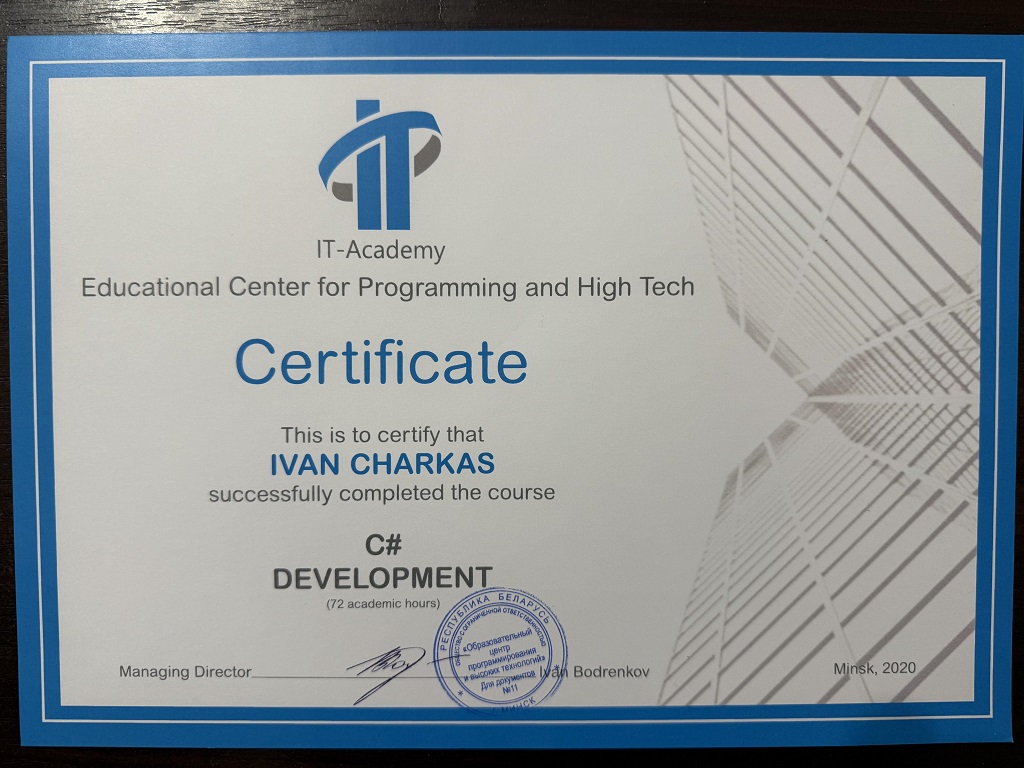 IT
IT-Academy
Educational Center for Programming and High Tech
Certificate
This is to certify that
IVAN CHARKAS
successfully completed the course
C#
DEVELOPMENT
(72 academic hours)
РЕСПУБЛИКА БЕЛАРУСЬ
ОБЩЕСТВО С ОГРАНИЧЕННОЙ ОТВЕТСТВЕННОСТЬЮ
«Образовательный
центр
программирования
и высоких технологий»
Для документов
№11
МИНСК
Managing Director
Ivan Bodrenkov
Minsk, 2020